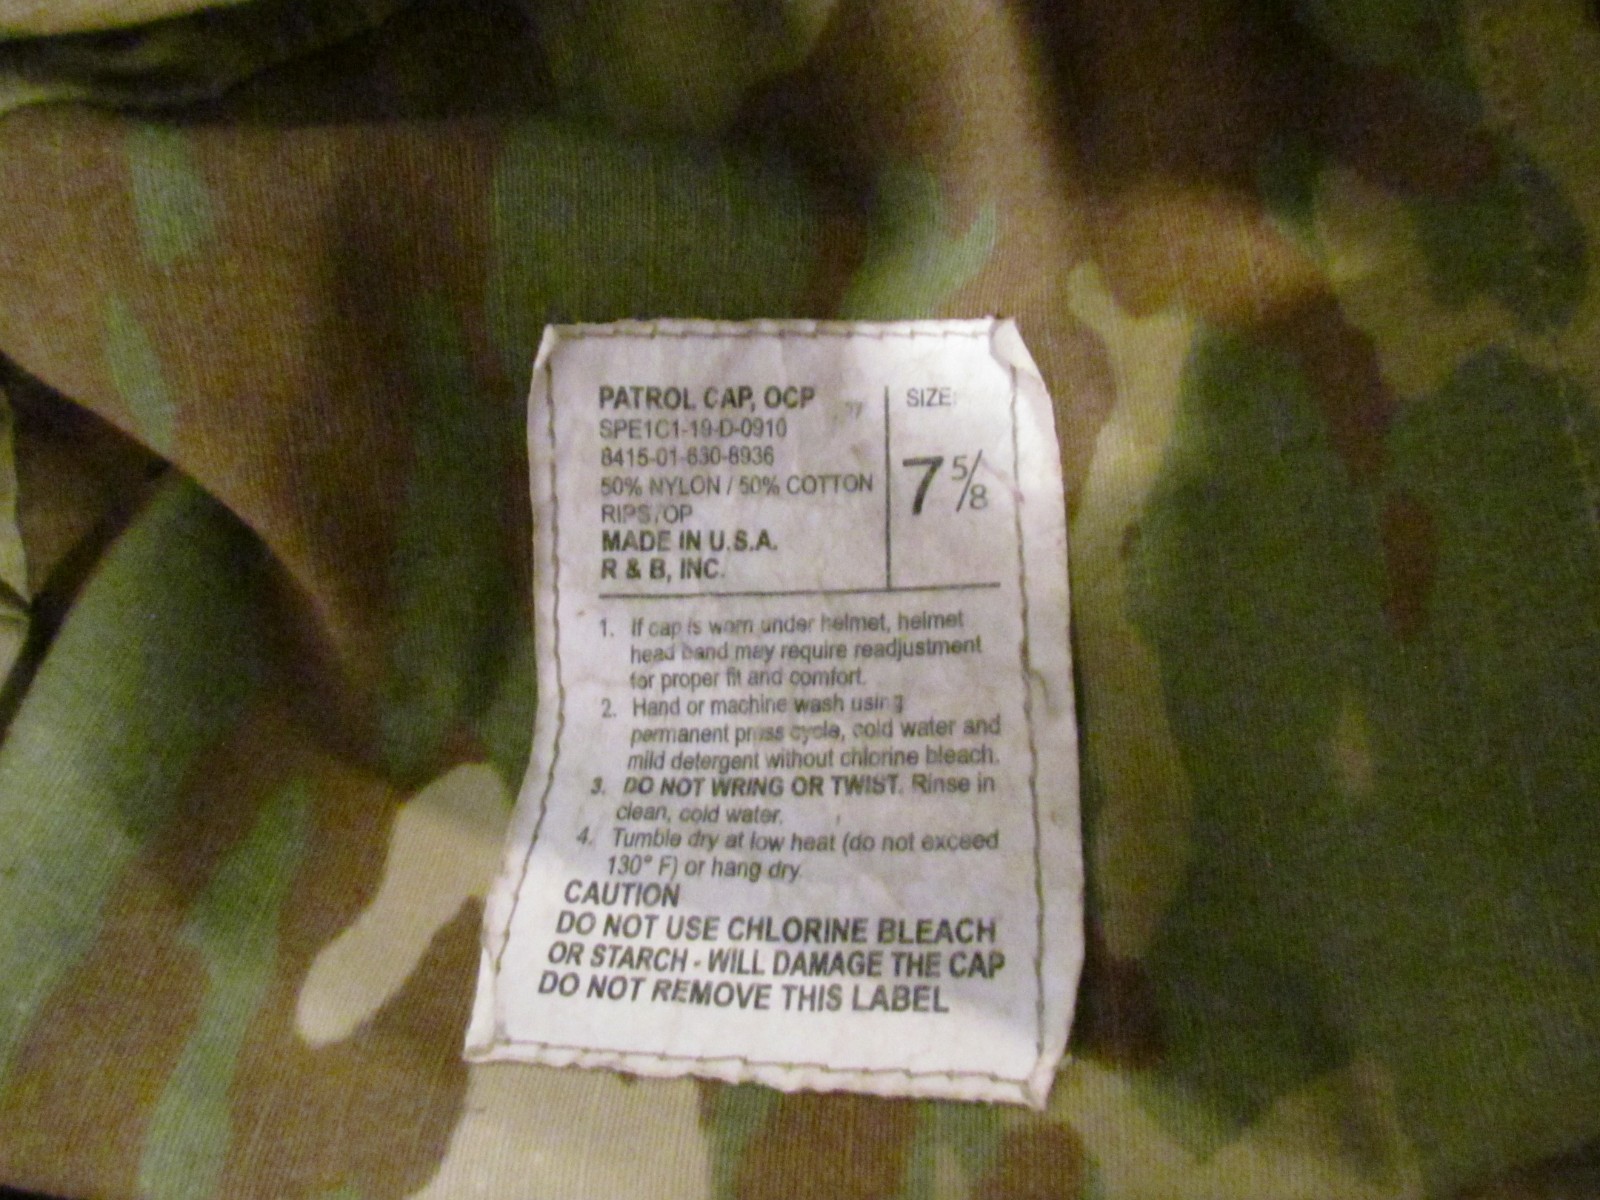 PATROL CAP, OCP
SPE1C1-19-D-0910
8415-01-630-8936
50% NYLON / 50% COTTON
RIPSTOP
MADE IN U.S.A.
R & B, INC.
SIZE:
7 5/8
1. If cap is worn under helmet, helmet
head band may require readjustment
for proper fit and comfort.
2. Hand or machine wash using
permanent press cycle, cold water and
mild detergent without chlorine bleach.
3. DO NOT WRING OR TWIST. Rinse in
clean, cold water.
4. Tumble dry at low heat (do not exceed
130° F) or hang dry.
CAUTION
DO NOT USE CHLORINE BLEACH
OR STARCH - WILL DAMAGE THE CAP
DO NOT REMOVE THIS LABEL